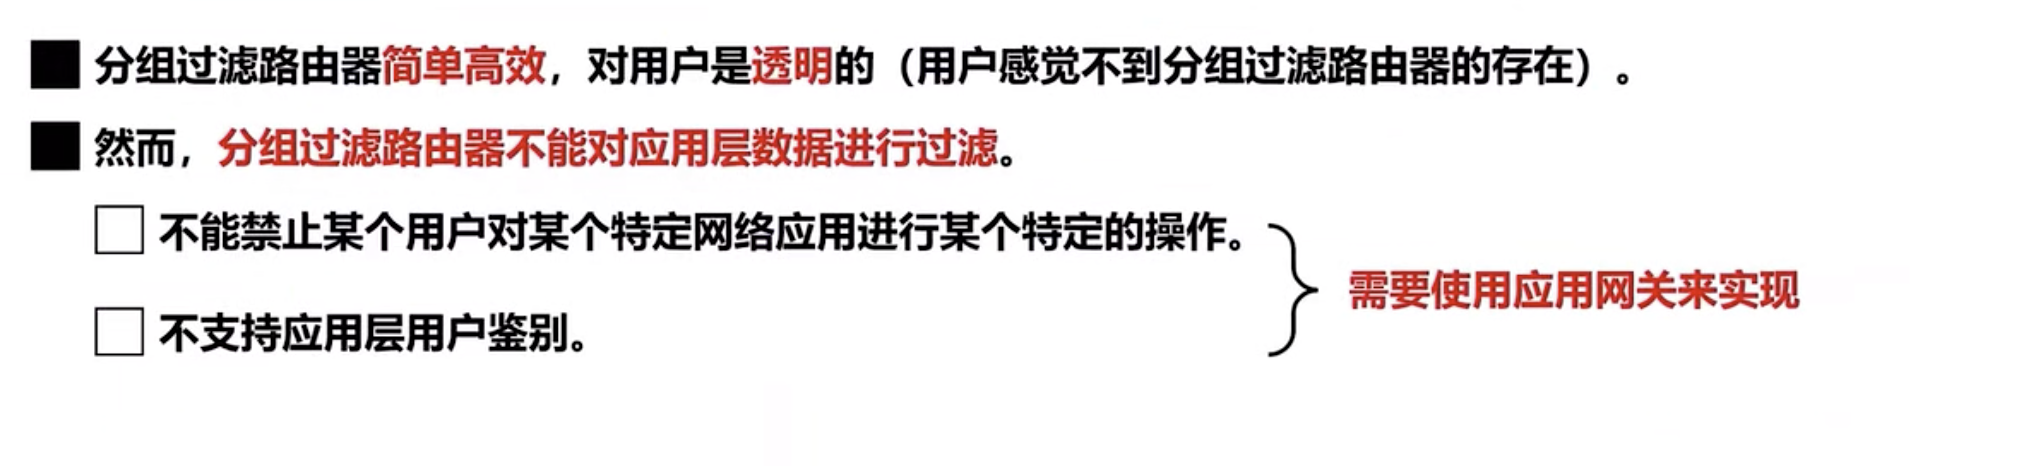 分组过滤路由器简单高效，对用户是透明的（用户感觉不到分组过滤路由器的存在）。
然而，分组过滤路由器不能对应用层数据进行过滤。
不能禁止某个用户对某个特定网络应用进行某个特定的操作。
需要使用应用网关来实现
不支持应用层用户鉴别。